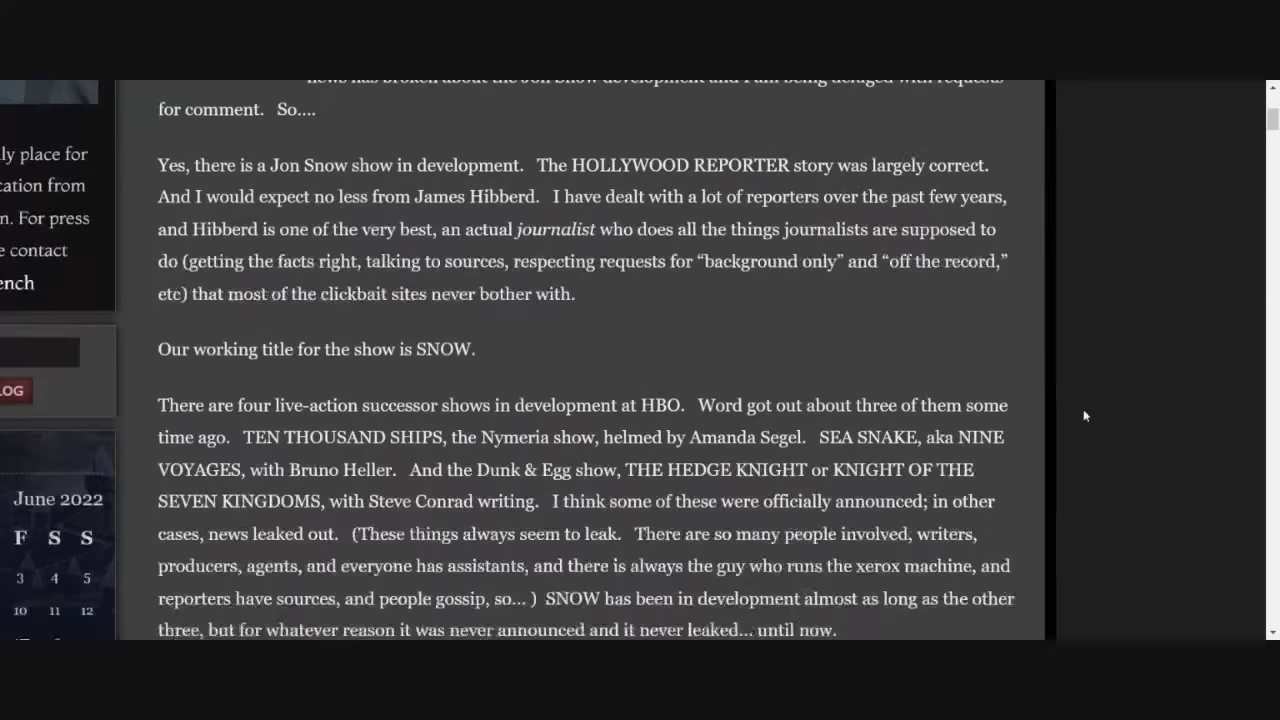 for comment. So....
Yes, there is a Jon Snow show in development. The HOLLYWOOD REPORTER story was largely correct.
And I would expect no less from James Hibberd. I have dealt with a lot of reporters over the past few years,
and Hibberd is one of the very best, an actual journalist who does all the things journalists are supposed to
do (getting the facts right, talking to sources, respecting requests for “background only” and “off the record,”
etc) that most of the clickbait sites never bother with.
Our working title for the show is SNOW.
There are four live-action successor shows in development at HBO. Word got out about three of them some
time ago. TEN THOUSAND SHIPS, the Nymeria show, helmed by Amanda Segel. SEA SNAKE, aka NINE
VOYAGES, with Bruno Heller. And the Dunk & Egg show, THE HEDGE KNIGHT or KNIGHT OF THE
SEVEN KINGDOMS, with Steve Conrad writing. I think some of these were officially announced; in other
cases, news leaked out. (These things always seem to leak. There are so many people involved, writers,
producers, agents, and everyone has assistants, and there is always the guy who runs the xerox machine, and
reporters have sources, and people gossip, so... ) SNOW has been in development almost as long as the other
three, but for whatever reason it was never announced and it never leaked... until now.
ly place for
cation from
n. For press
e contact
ench
LOG
June 2022
F S S
3 4 5
10 11 12